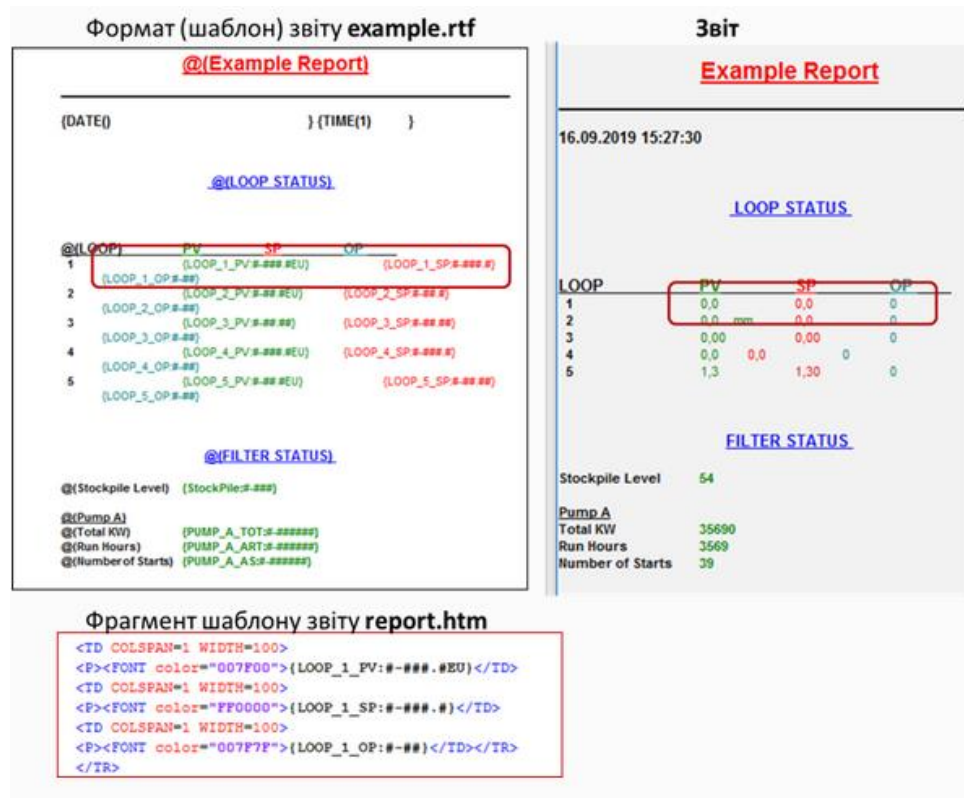 Формат (шаблон) звіту example.rtf
@(Example Report)
{DATE() } {TIME(1) }
@(LOOP STATUS)
@(LOOP) PV SP OP
1 {LOOP_1_PV:#-###.#EU} {LOOP_1_SP:#-###.#}
{LOOP_1_OP:#-##}
2 {LOOP_2_PV:#-###.#EU} {LOOP_2_SP:#-##.#}
{LOOP_2_OP:#-##}
3 {LOOP_3_PV:#-##.##} {LOOP_3_SP:#-##.##}
{LOOP_3_OP:#-##}
4 {LOOP_4_PV:#-###.#EU} {LOOP_4_SP:#-###.#}
{LOOP_4_OP:#-##}
5 {LOOP_5_PV:#-##.#EU} {LOOP_5_SP:#-##.##}
{LOOP_5_OP:#-##}
@(FILTER STATUS)
@(Stockpile Level) {StockPile:#-###}
@(Pump A)
@(Total KW) {PUMP_A_TOT:#-######}
@(Run Hours) {PUMP_A_ART:#-######}
@(Number of Starts) {PUMP_A_AS:#-######}
Звіт
Example Report
16.09.2019 15:27:30
LOOP STATUS
LOOP PV SP OP
1 0,0 0,0 0
2 0,0 mm 0,0 0
3 0,00 0,00 0
4 0,0 0,0 0
5 1,3 1,30 0
FILTER STATUS
Stockpile Level 54
Pump A
Total KW 35690
Run Hours 3569
Number of Starts 39
Фрагмент шаблону звіту report.htm
<TD COLSPAN=1 WIDTH=100>
<P><FONT color="007F00">{LOOP_1_PV:#-###.#EU}</TD>
<TD COLSPAN=1 WIDTH=100>
<P><FONT color="FF0000">{LOOP_1_SP:#-###.#}</TD>
<TD COLSPAN=1 WIDTH=100>
<P><FONT color="007F7F">{LOOP_1_OP:#-##}</TD></TR>
</TR>